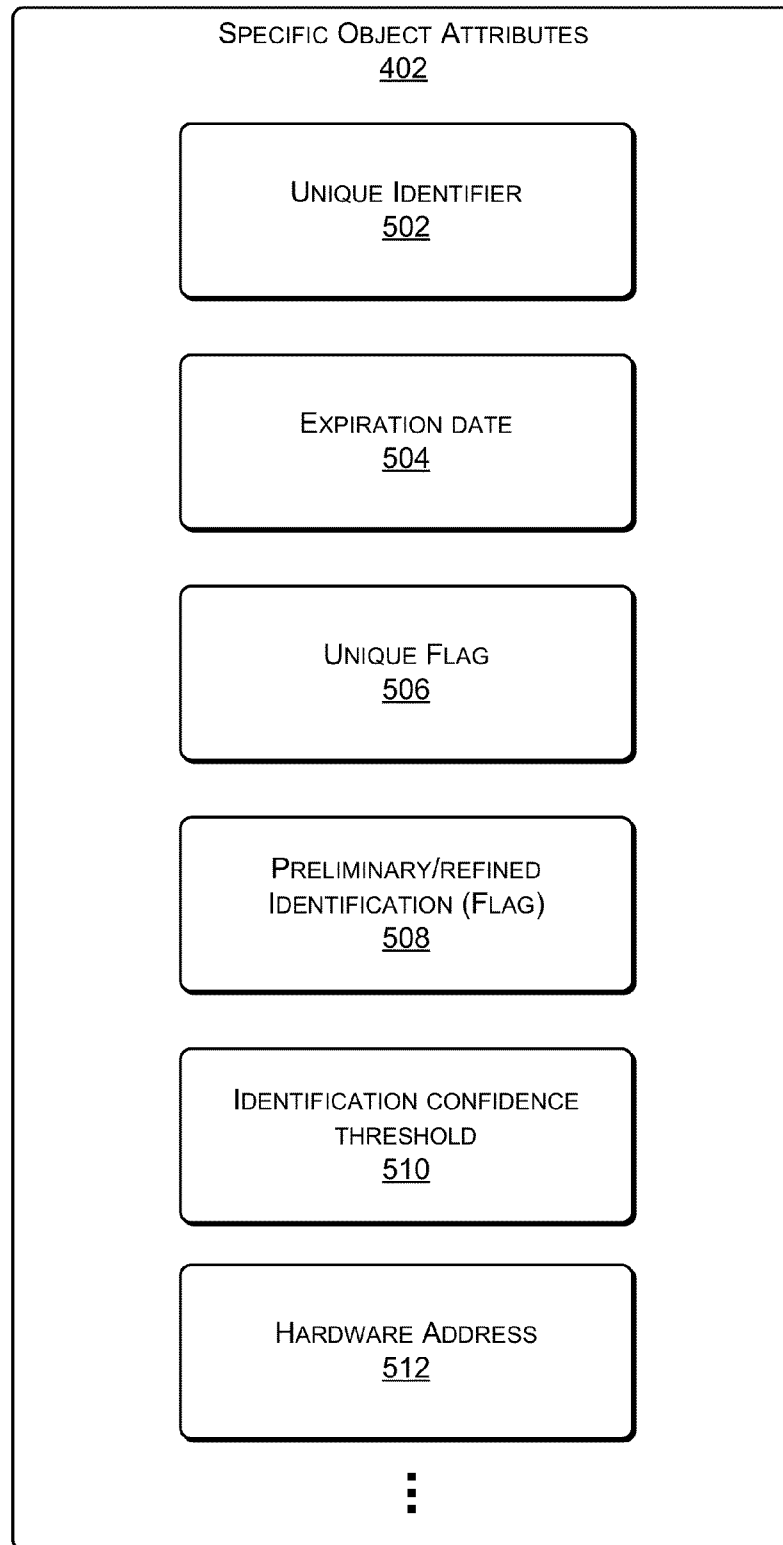 SPECIFIC OBJECT ATTRIBUTES
402
UNIQUE IDENTIFIER
502
EXPIRATION DATE
504
UNIQUE FLAG
506
PRELIMINARY/REFINED
IDENTIFICATION (FLAG)
508
IDENTIFICATION CONFIDENCE
THRESHOLD
510
HARDWARE ADDRESS
512